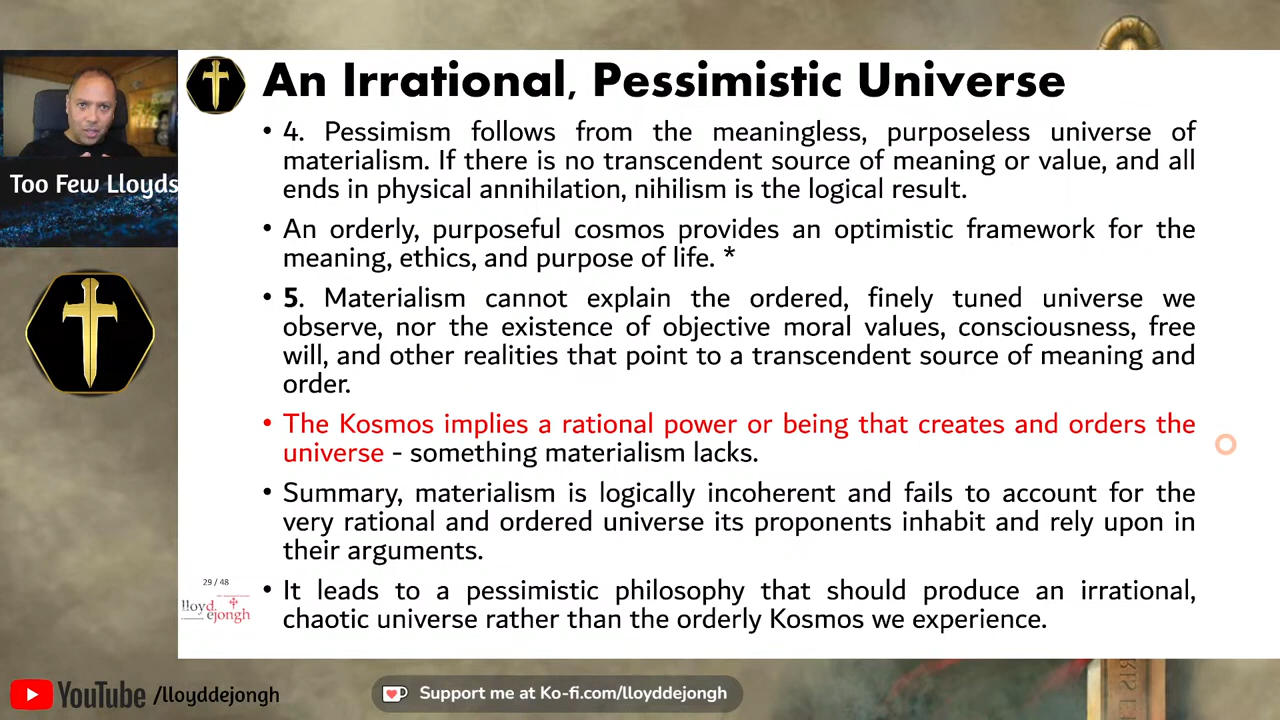 An Irrational, Pessimistic Universe
• 4. Pessimism follows from the meaningless, purposeless universe of
materialism. If there is no transcendent source of meaning or value, and all
ends in physical annihilation, nihilism is the logical result.
• An orderly, purposeful cosmos provides an optimistic framework for the
meaning, ethics, and purpose of life. *
• 5. Materialism cannot explain the ordered, finely tuned universe we
observe, nor the existence of objective moral values, consciousness, free
will, and other realities that point to a transcendent source of meaning and
order.
• The Kosmos implies a rational power or being that creates and orders the
universe - something materialism lacks.
• Summary, materialism is logically incoherent and fails to account for the
very rational and ordered universe its proponents inhabit and rely upon in
their arguments.
• It leads to a pessimistic philosophy that should produce an irrational,
chaotic universe rather than the orderly Kosmos we experience.
Too Few Lloyds
29 / 48
lloyd
ejongh
YouTube /lloyddejongh
Support me at Ko-fi.com/lloyddejongh